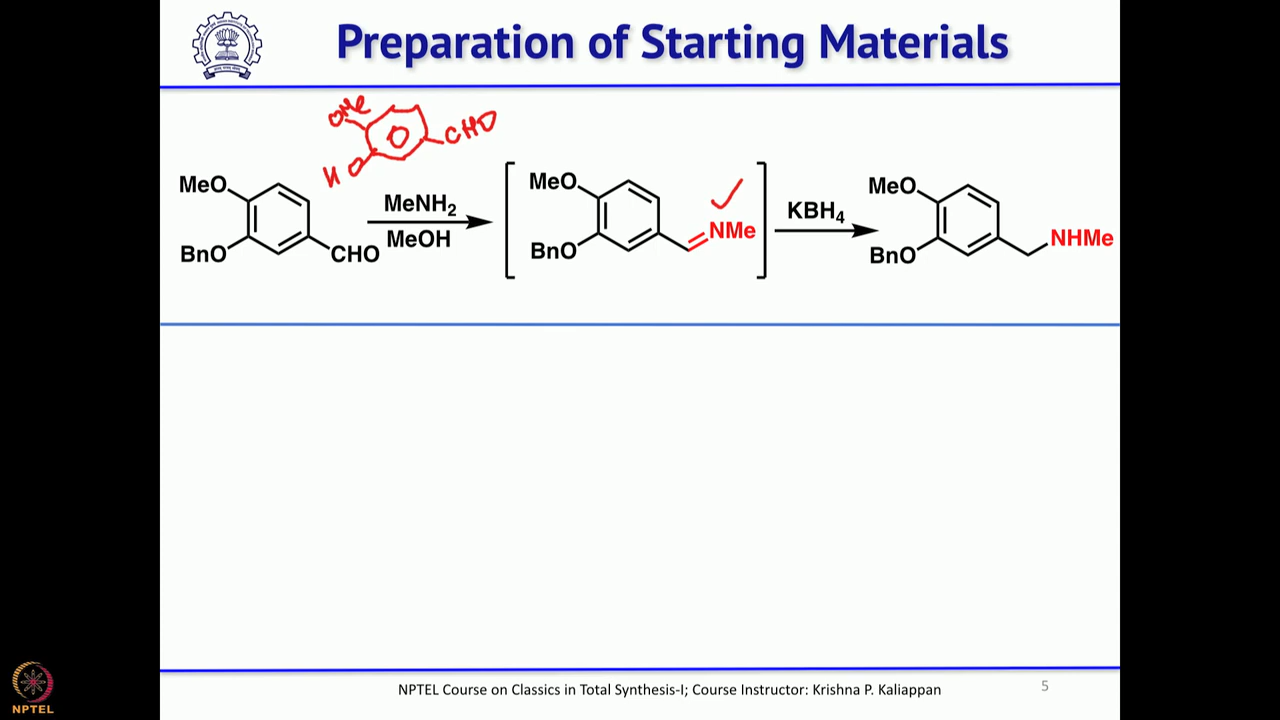 Preparation of Starting Materials
OMe
CHO
HO
MeO
BnO
CHO
MeNH2
MeOH
MeO
BnO
NMe
KBH4
MeO
BnO
NHMe
NPTEL
NPTEL Course on Classics in Total Synthesis-I; Course Instructor: Krishna P. Kaliappan
5